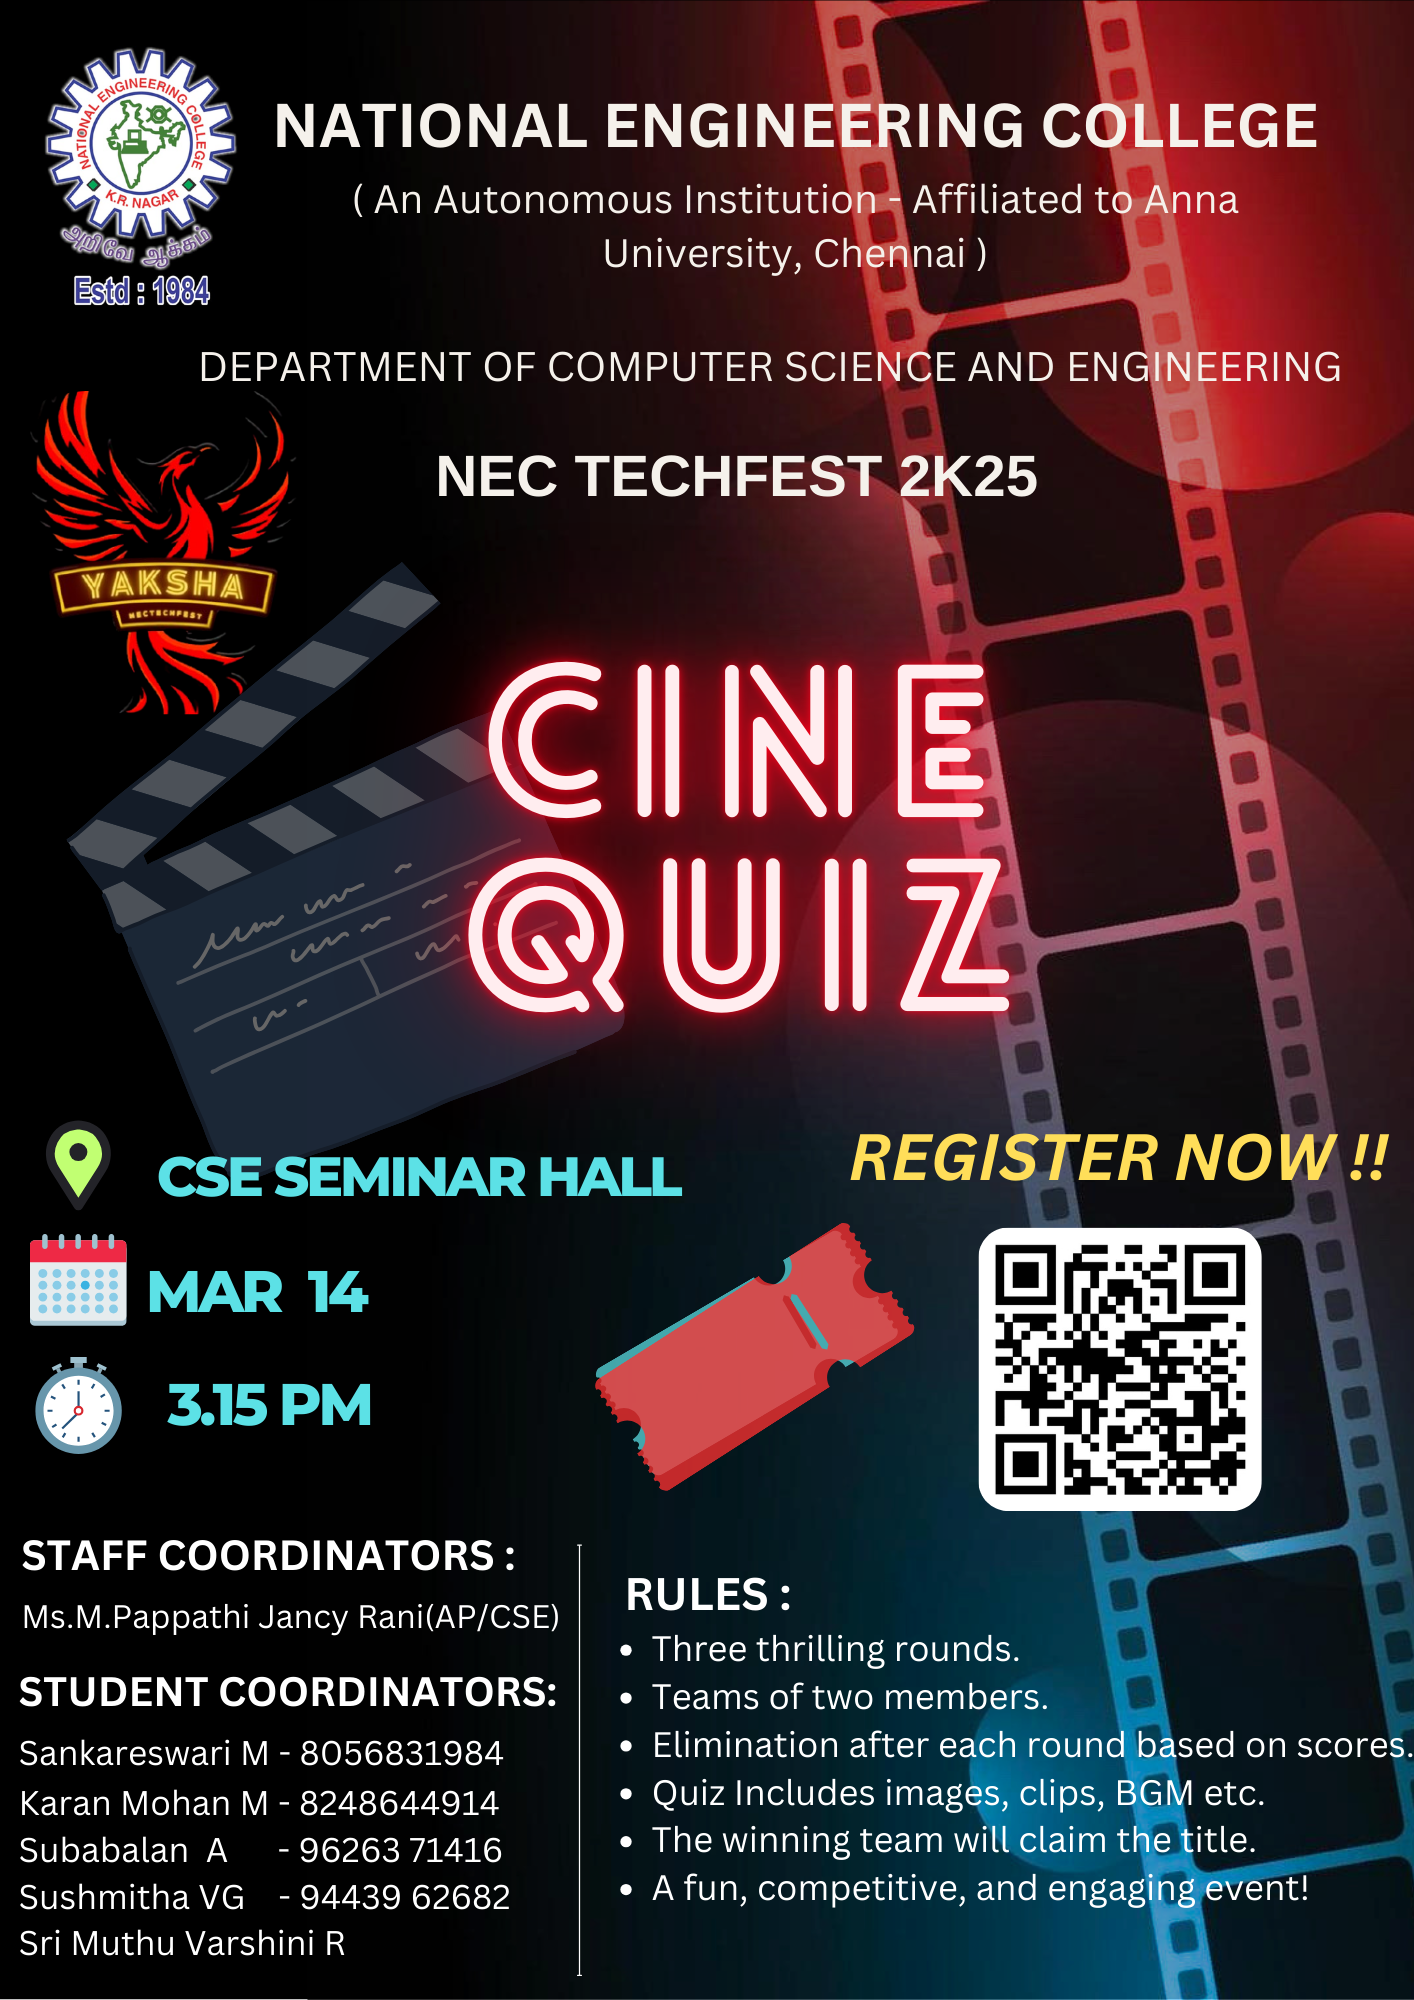 NATIONAL ENGINEERING COLLEGE
K.R. NAGAR
அறிவே ஆக்கம்
Estd : 1984
NATIONAL ENGINEERING COLLEGE
( An Autonomous Institution - Affiliated to Anna
University, Chennai )
DEPARTMENT OF COMPUTER SCIENCE AND ENGINEERING
NEC TECHFEST 2K25
YAKSHA
NECTECHFEST
CINE
QUIZ
CSE SEMINAR HALL
MAR 14
3.15 PM
REGISTER NOW !!
STAFF COORDINATORS :
Ms.M.Pappathi Jancy Rani(AP/CSE)
STUDENT COORDINATORS:
Sankareswari M - 8056831984
Karan Mohan M - 8248644914
Subabalan A - 96263 71416
Sushmitha VG - 94439 62682
Sri Muthu Varshini R
RULES :
• Three thrilling rounds.
• Teams of two members.
• Elimination after each round based on scores.
• Quiz Includes images, clips, BGM etc.
• The winning team will claim the title.
• A fun, competitive, and engaging event!